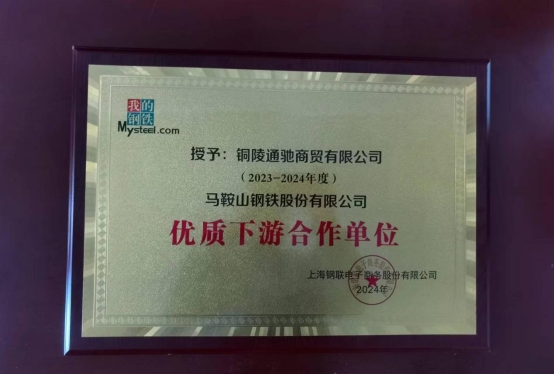 我的
钢铁
Mysteel.com
授予：铜陵通驰商贸有限公司
（2023-2024年度）
马鞍山钢铁股份有限公司
优质下游合作单位
上海钢联电子商务股份有限公司
2024年